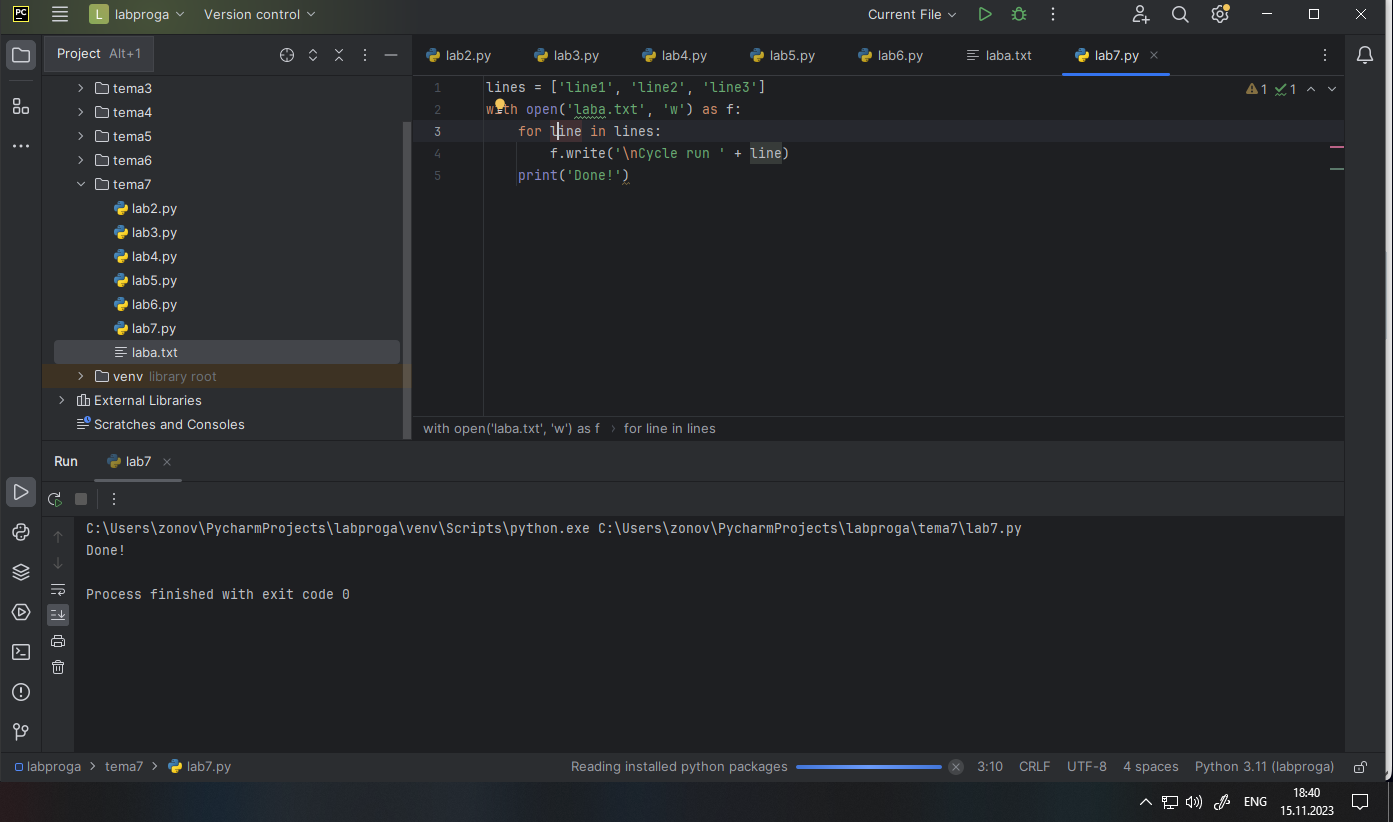 PC L labproga Version control Current File
Project Alt+1
lab2.py lab3.py lab4.py lab5.py lab6.py laba.txt lab7.py
tema3
tema4
tema5
tema6
tema7
lab2.py
lab3.py
lab4.py
lab5.py
lab6.py
lab7.py
laba.txt
venv library root
External Libraries
Scratches and Consoles
1 lines = ['line1', 'line2', 'line3']
2 with open('laba.txt', 'w') as f:
3 for line in lines:
4 f.write('\nCycle run ' + line)
5 print('Done!')
1 1
with open('laba.txt', 'w') as f › for line in lines
Run lab7
C:\Users\zonov\PycharmProjects\labproga\venv\Scripts\python.exe C:\Users\zonov\PycharmProjects\labproga\tema7\lab7.py
Done!
Process finished with exit code 0
labproga > tema7 > lab7.py
Reading installed python packages 3:10 CRLF UTF-8 4 spaces Python 3.11 (labproga)
ENG 18:40
15.11.2023